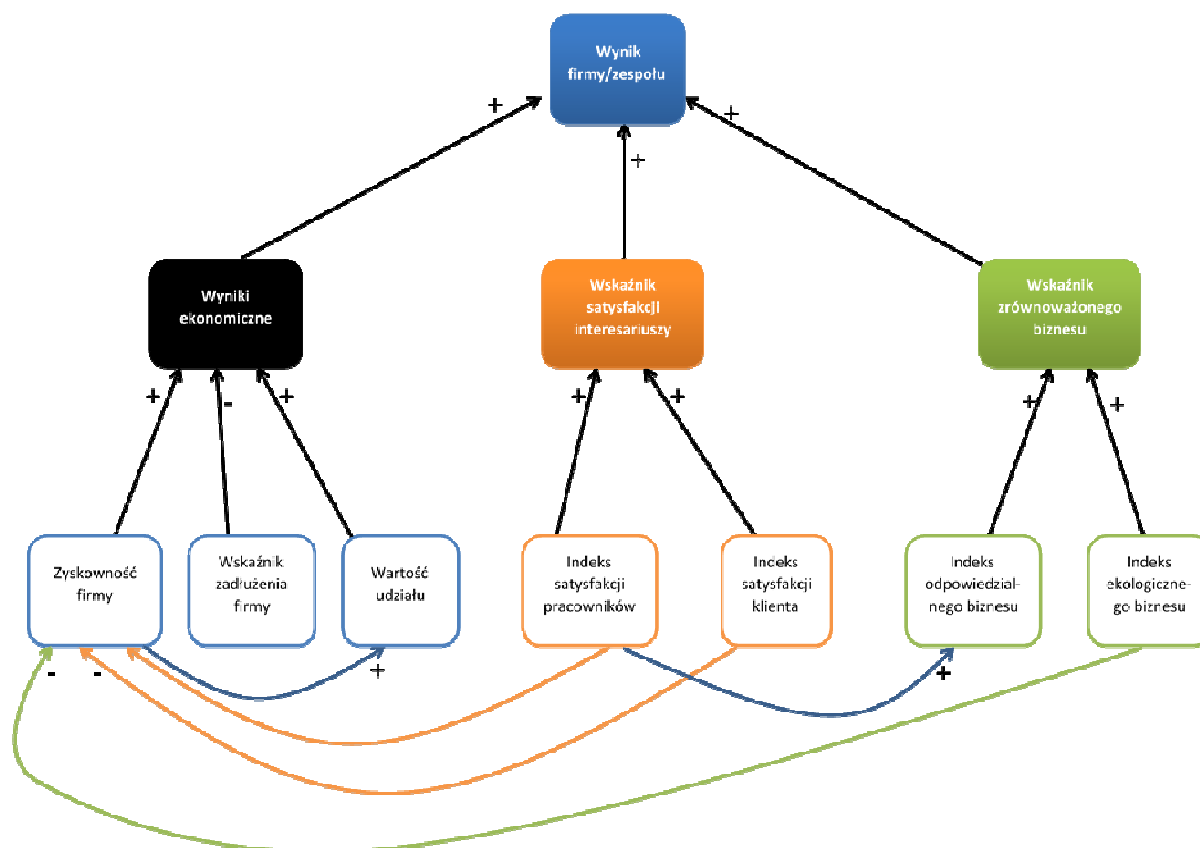 Wynik
firmy/zespołu
+
+
+
Wyniki
ekonomiczne
Wskaźnik
satysfakcji
interesariuszy
Wskaźnik
zrównoważonego
biznesu
+
-
+
+
+
+
+
Zyskowność
firmy
Wskaźnik
zadłużenia
firmy
Wartość
udziału
Indeks
satysfakcji
pracowników
Indeks
satysfakcji
klienta
Indeks
odpowiedzial-
nego biznesu
Indeks
ekologiczne-
go biznesu
-
-
+
+